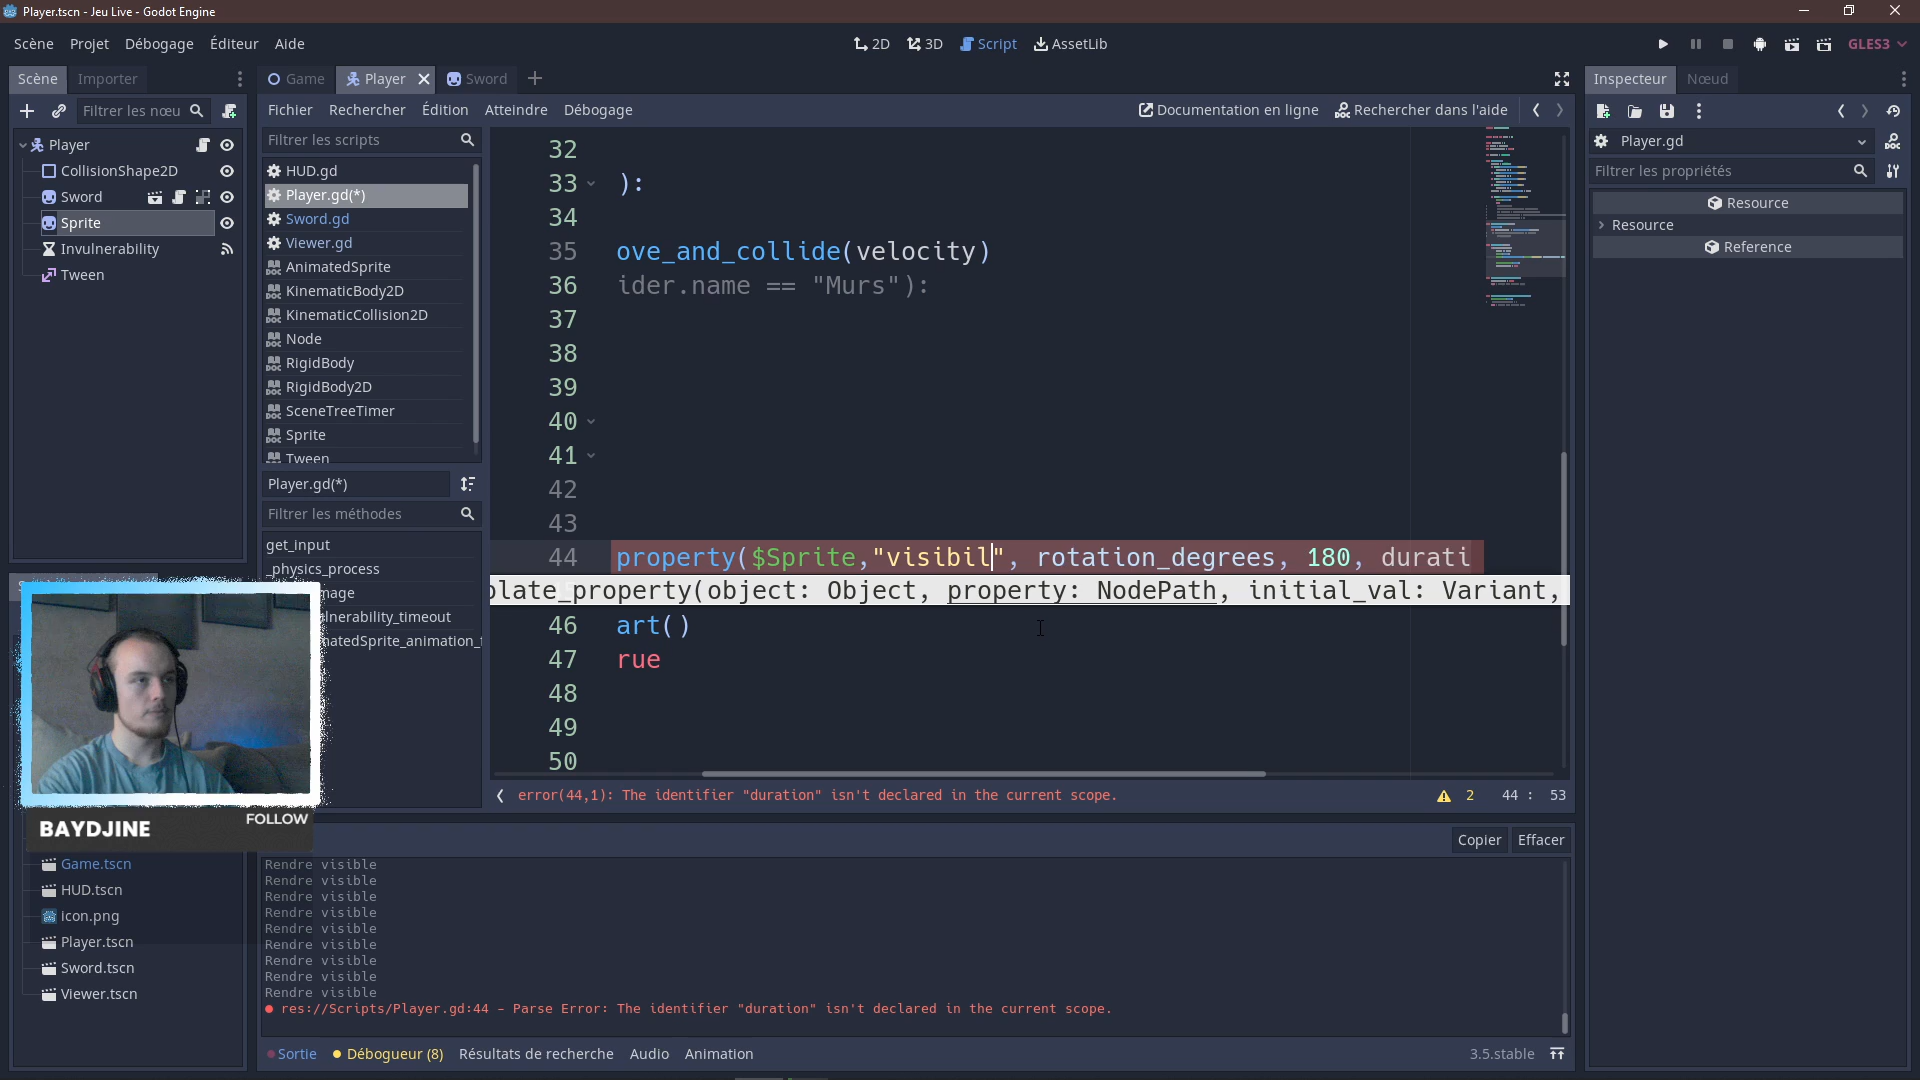 Player.tscn - Jeu Live - Godot Engine
Scène Projet Débogage Éditeur Aide
2D 3D Script AssetLib
GLES3
Scène Importer
Game Player Sword
Inspecteur Nœud
Filtrer les nœu
Fichier Rechercher Édition Atteindre Débogage
Documentation en ligne Rechercher dans l'aide
Player
CollisionShape2D
Sword
Sprite
Invulnerability
Tween
Filtrer les scripts
HUD.gd
Player.gd(*)
Sword.gd
Viewer.gd
AnimatedSprite
KinematicBody2D
KinematicCollision2D
Node
RigidBody
RigidBody2D
SceneTreeTimer
Sprite
Tween
Player.gd(*)
Filtrer les méthodes
get_input
_physics_process
mage
lnerability_timeout
natedSprite_animation_
32
33 ):
34
35 ove_and_collide(velocity)
36 ider.name == "Murs"):
37
38
39
40
41
42
43
44 property($Sprite,"visibil", rotation_degrees, 180, durati
olate_property(object: Object, property: NodePath, initial_val: Variant,
46 art()
47 rue
48
49
50
error(44,1): The identifier "duration" isn't declared in the current scope.
2 44 : 53
Player.gd
Filtrer les propriétés
Resource
Resource
Reference
BAYDJINE
FOLLOW
Game.tscn
HUD.tscn
icon.png
Player.tscn
Sword.tscn
Viewer.tscn
Copier Effacer
Rendre visible
Rendre visible
Rendre visible
Rendre visible
Rendre visible
Rendre visible
Rendre visible
Rendre visible
Rendre visible
res://Scripts/Player.gd:44 - Parse Error: The identifier "duration" isn't declared in the current scope.
Sortie Débogueur (8) Résultats de recherche Audio Animation
3.5.stable